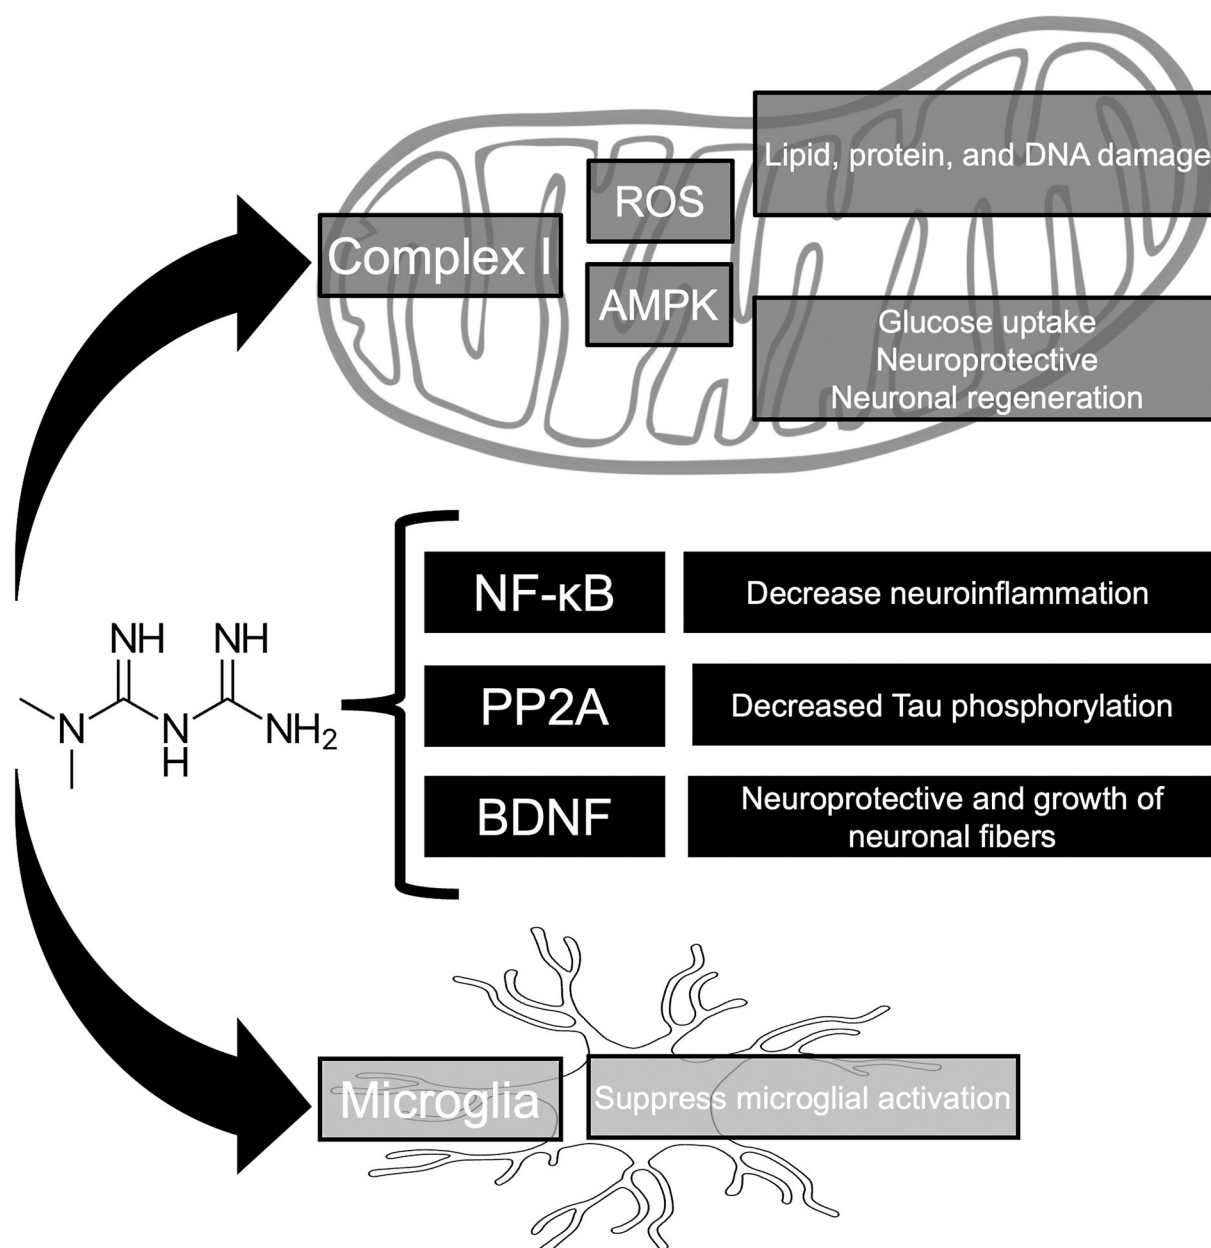 Lipid, protein, and DNA damage
ROS
Complex I
AMPK
Glucose uptake
Neuroprotective
Neuronal regeneration
NF-κB
Decrease neuroinflammation
NH
NH
PP2A
Decreased Tau phosphorylation
N
N
H
NH₂
BDNF
Neuroprotective and growth of
neuronal fibers
Microglia
Suppress microglial activation